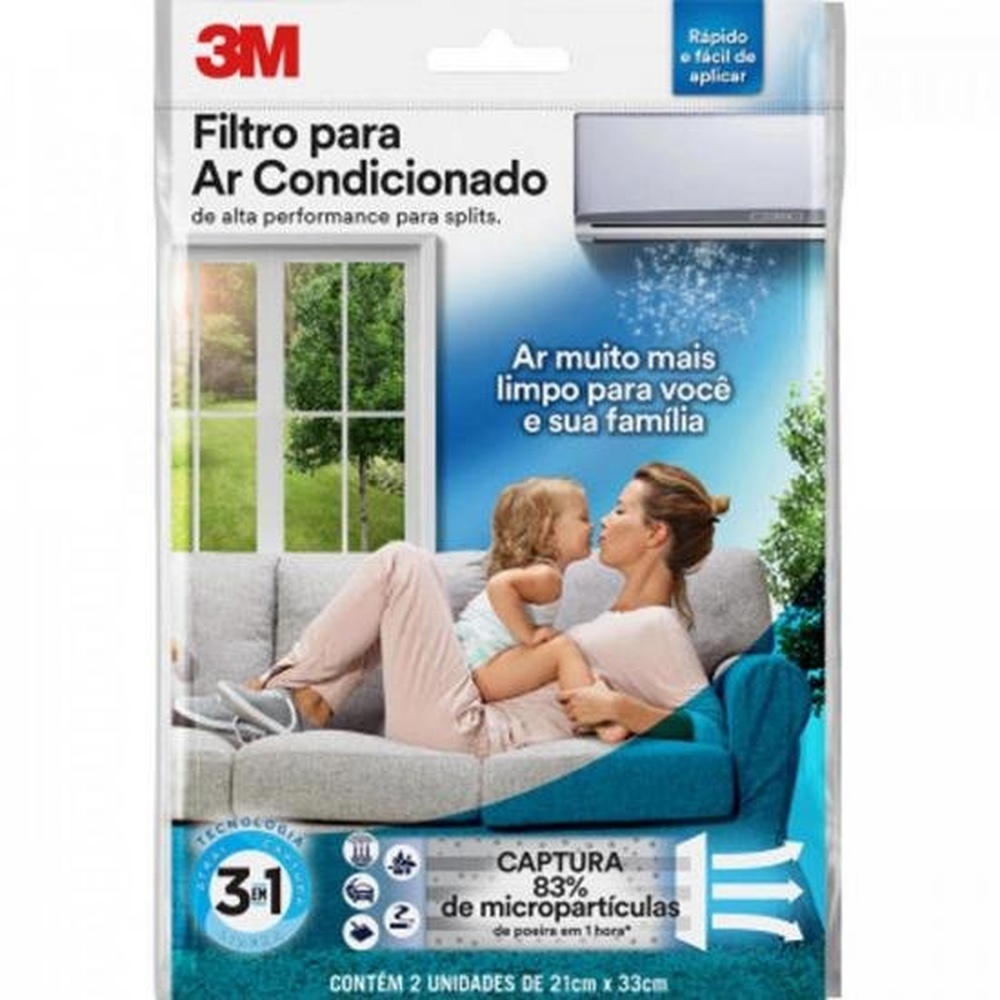 3M
Rápido
e fácil de
aplicar
Filtro para
Ar Condicionado
de alta performance para splits.
Ar muito mais
limpo para você
e sua família
TECNOLOGIA
3 EM 1
CAPTURA
83%
de micropartículas
de poeira em 1 hora*
CONTÉM 2 UNIDADES DE 21cm x 33cm